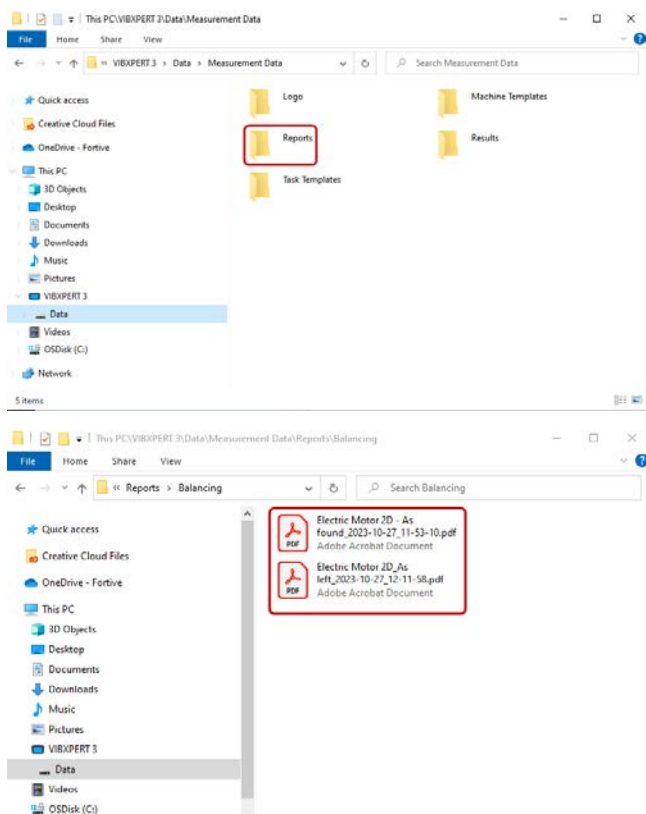 This PC\VIBXPERT 3\Data\Measurement Data
File Home Share View
« VIBXPERT 3 › Data › Measurement Data
Search Measurement Data
Quick access
Creative Cloud Files
OneDrive - Fortive
This PC
3D Objects
Desktop
Documents
Downloads
Music
Pictures
VIBXPERT 3
Data
Videos
OSDisk (C:)
Network
Logo
Machine Templates
Reports
Results
Task Templates
5 items
This PC\VIBXPERT 3\Data\Measurement Data\Reports\Balancing
File Home Share View
« Reports › Balancing
Search Balancing
Quick access
Creative Cloud Files
OneDrive - Fortive
This PC
3D Objects
Desktop
Documents
Downloads
Music
Pictures
VIBXPERT 3
Data
Videos
OSDisk (C:)
PDF
Electric Motor 2D - As
found_2023-10-27_11-53-10.pdf
Adobe Acrobat Document
PDF
Electric Motor 2D_As
left_2023-10-27_12-11-58.pdf
Adobe Acrobat Document